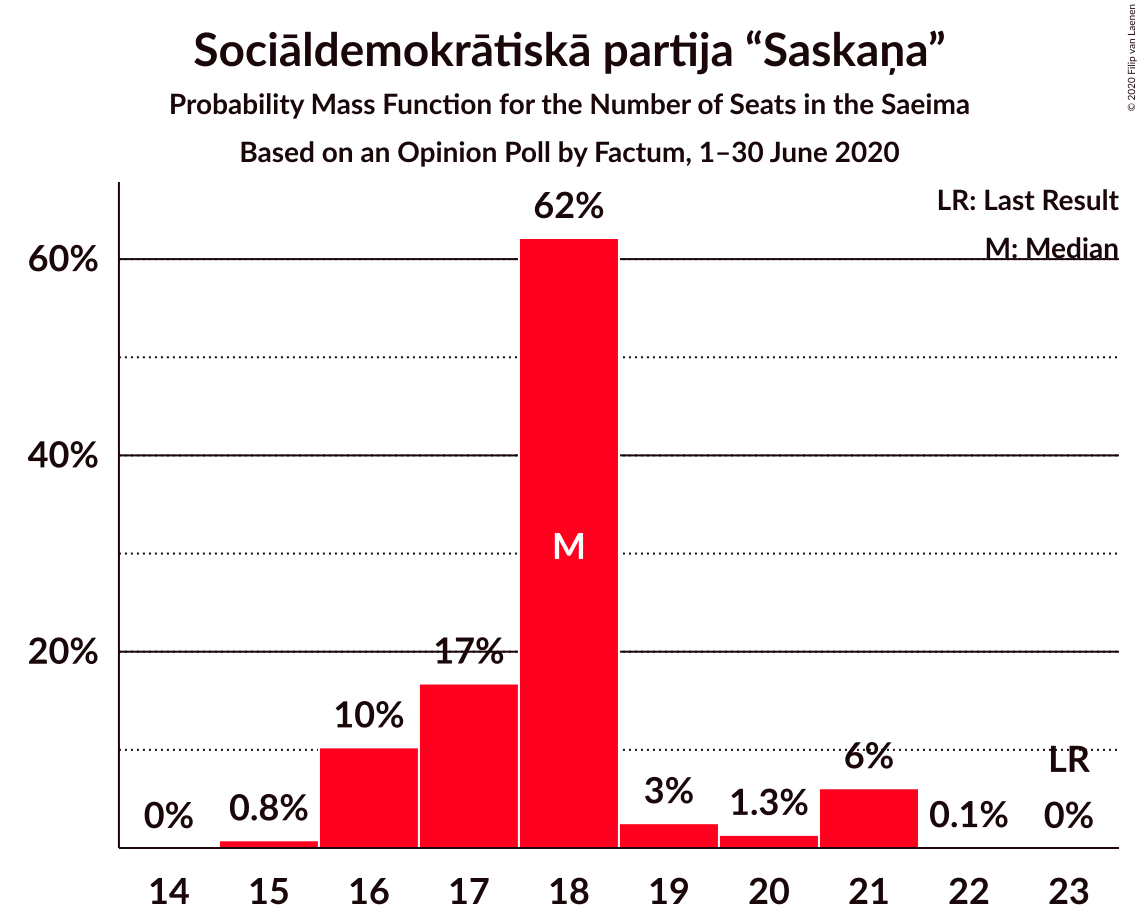 Sociāldemokrātiskā partija “Saskaņa”
Probability Mass Function for the Number of Seats in the Saeima
Based on an Opinion Poll by Factum, 1–30 June 2020
© 2020 Filip van Laenen
LR: Last Result
M: Median
62%
60%
40%
M
20%
17%
10%
6%
LR
3%
1.3%
0%
0.8%
0.1%
0%
14 15 16 17 18 19 20 21 22 23